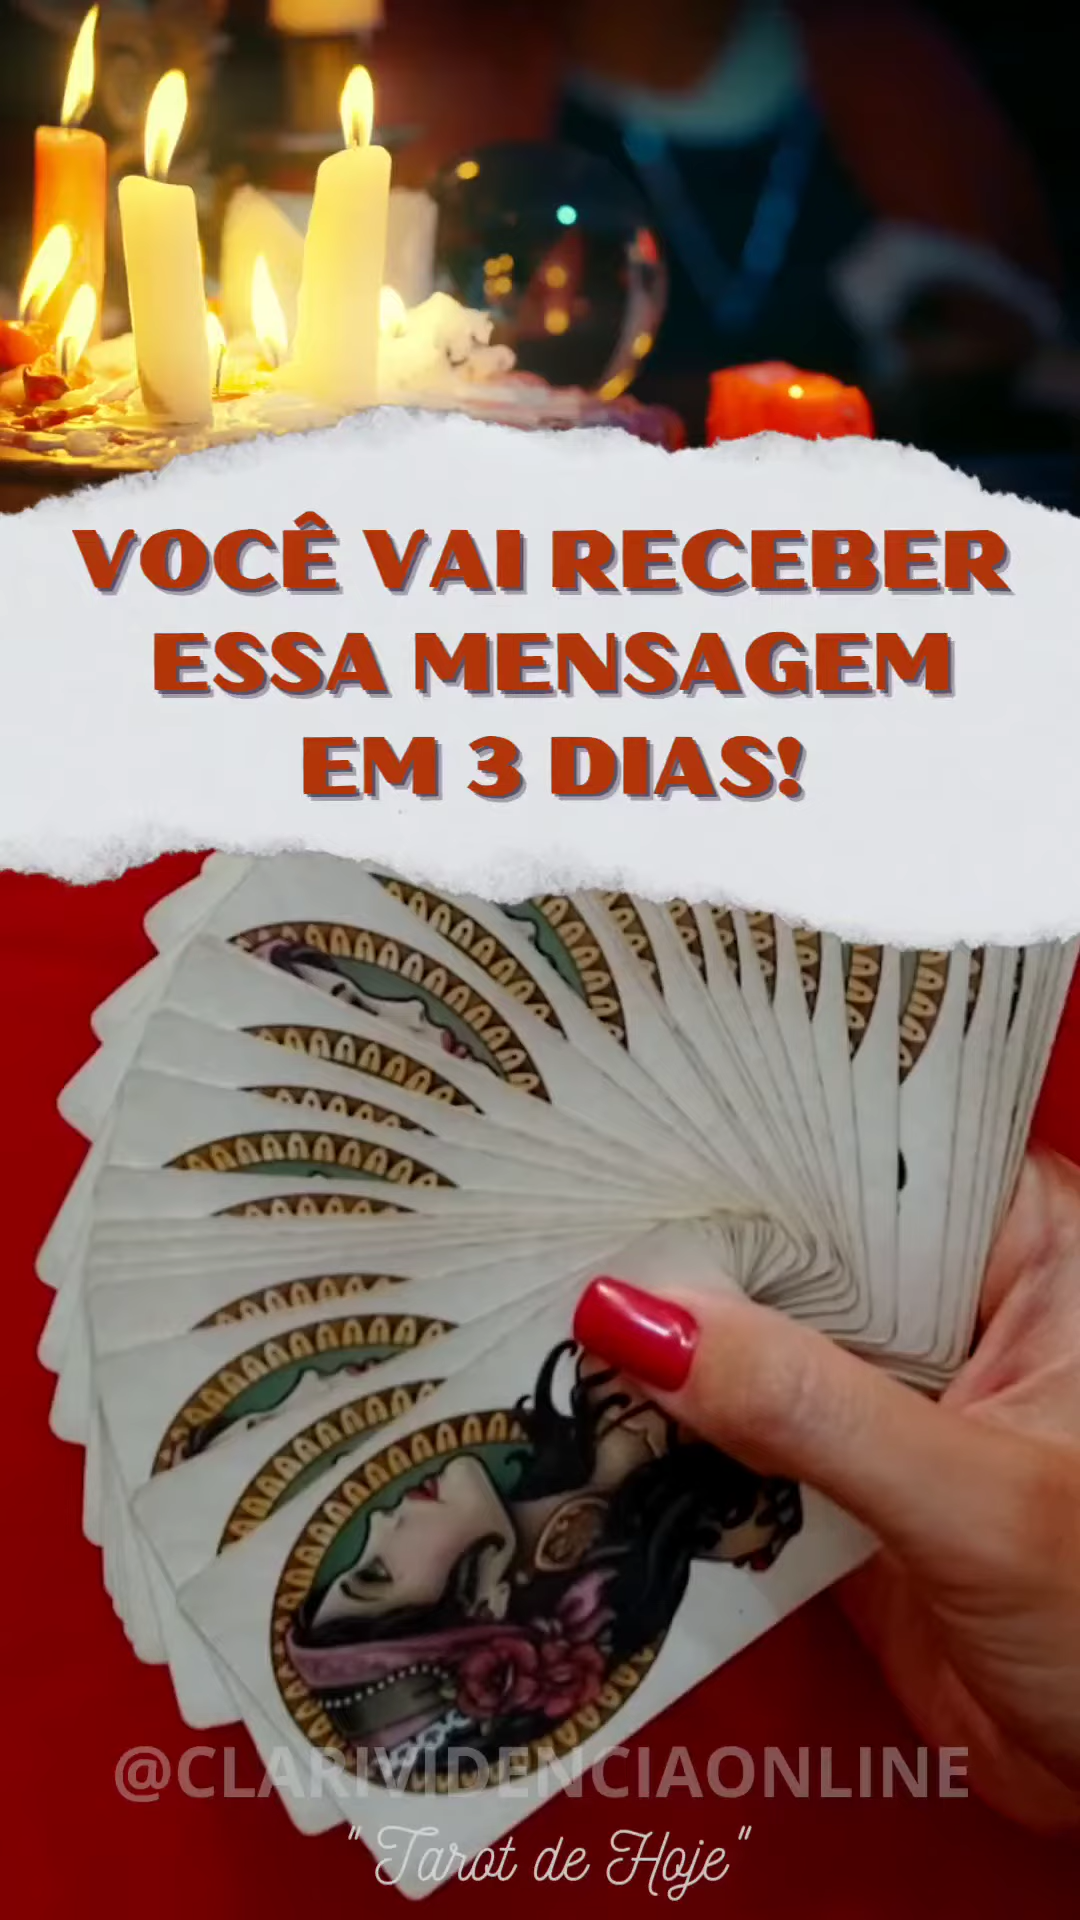 VOCÊ VAI RECEBER
ESSA MENSAGEM
EM 3 DIAS!
@CLARIVIDENCIAONLINE
"Tarot de Hoje"